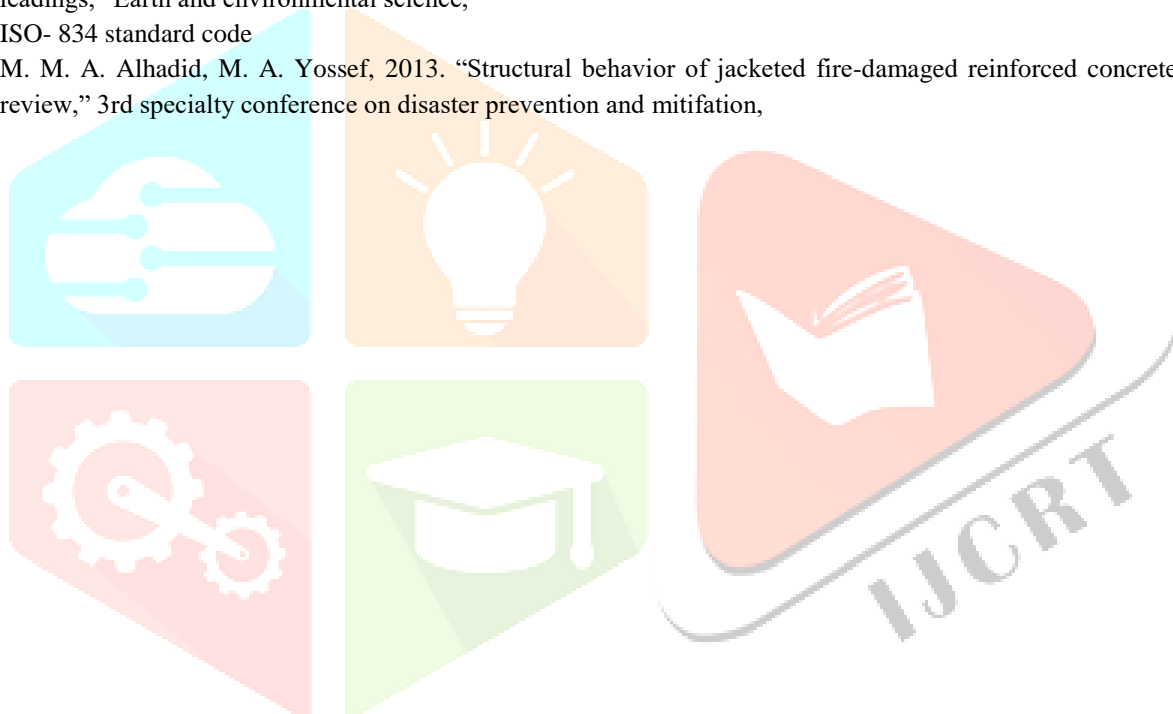 Earth and environmental science,
ISO- 834 standard code
M. M. A. Alhadid, M. A. Yossef, 2013. “Structural behavior of jacketed fire-damaged reinforced concrete
review,” 3rd specialty conference on disaster prevention and mitifation,
IJCRT